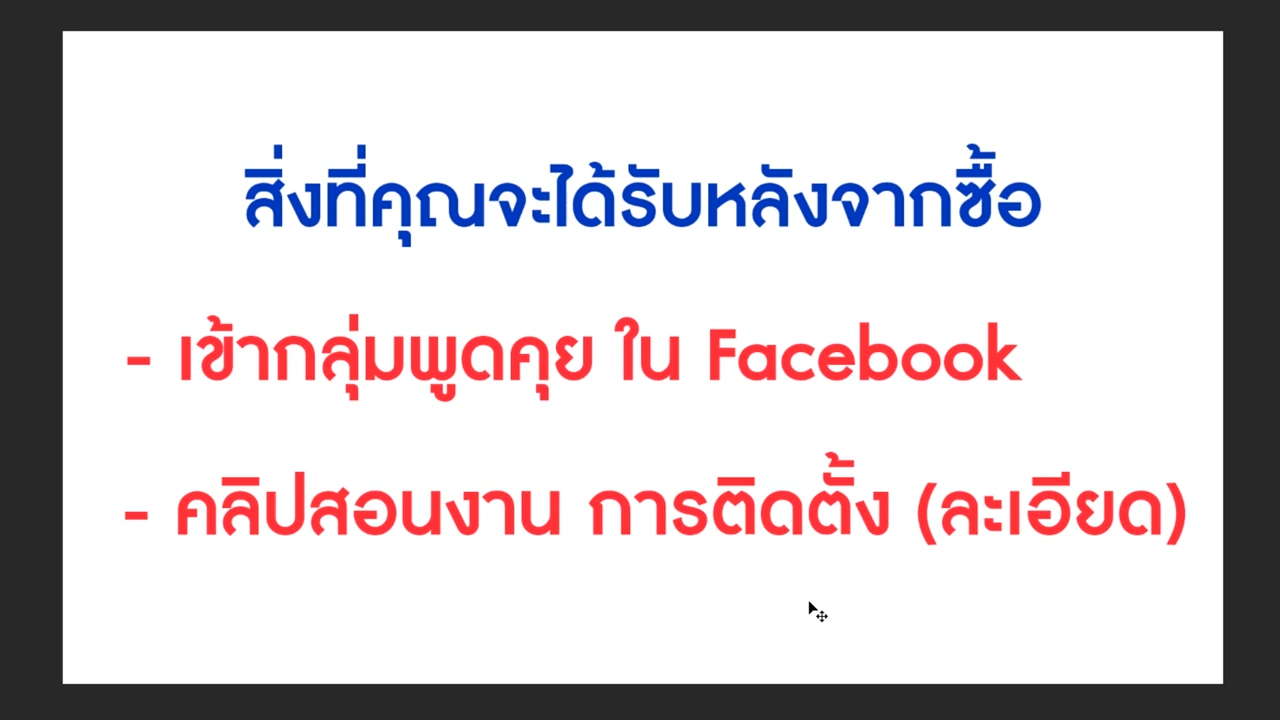 สิ่งที่คุณจะได้รับหลังจากซื้อ
- เข้ากลุ่มพูดคุย ใน Facebook
- คลิปสอนงาน การติดตั้ง (ละเอียด)